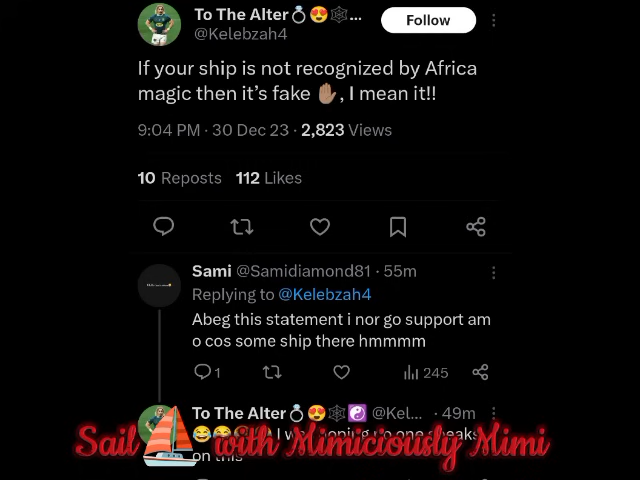 To The Alter💍😍🕸️...
@Kelebzah4
Follow
If your ship is not recognized by Africa
magic then it's fake 🤚🏽, I mean it!!
9:04 PM · 30 Dec 23 · 2,823 Views
10 Reposts 112 Likes
Sami @Samidiamond81 · 55m
Replying to @Kelebzah4
Abeg this statement i nor go support am
o cos some ship there hmmmm
1
245
To The Alter💍😍🕸️☯️ @Kel... · 49m
Sail⛵with Mimiciously Mimi
no one
on this